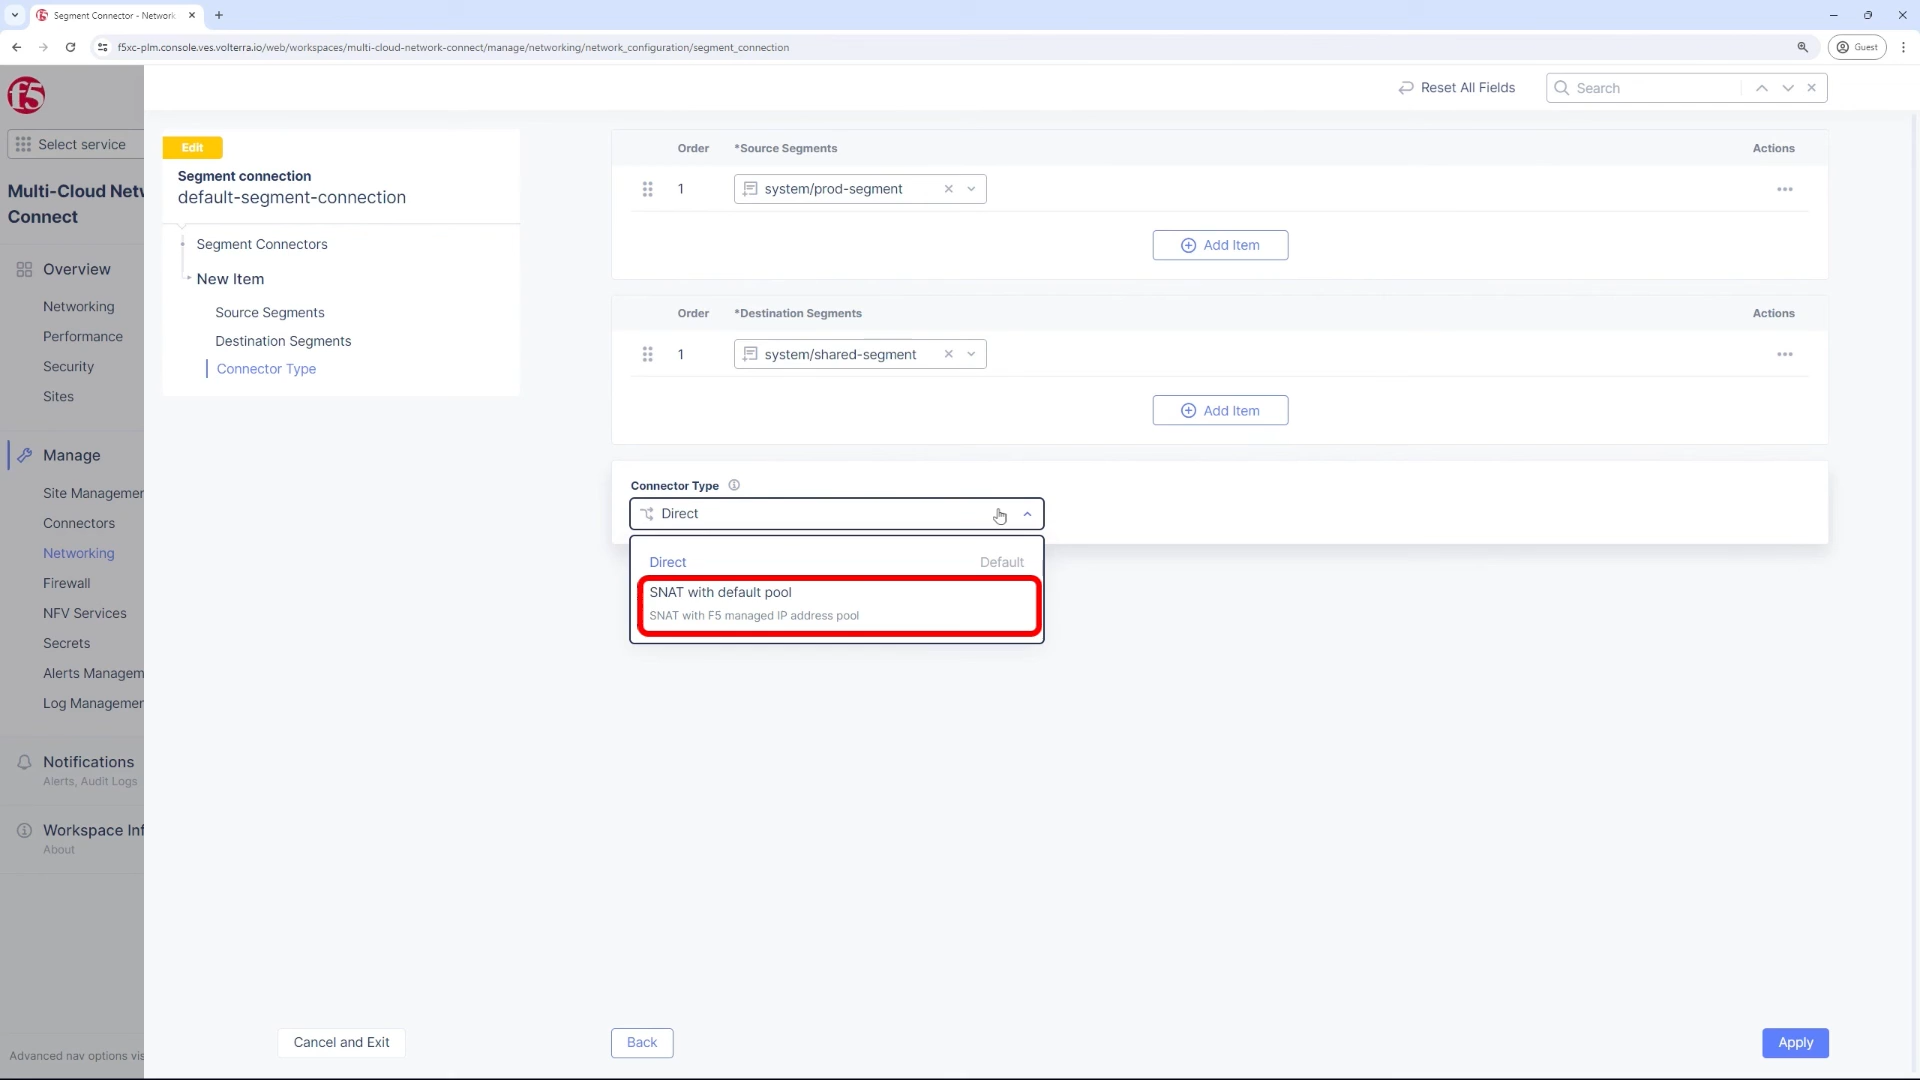 Segment Connector - Network
f5xc-plm.console.ves.volterra.io/web/workspaces/multi-cloud-network-connect/manage/networking/network_configuration/segment_connection
Guest
f5
Reset All Fields
Search
Select service
Multi-Cloud Netw
Connect
Overview
Networking
Performance
Security
Sites
Manage
Site Managemen
Connectors
Networking
Firewall
NFV Services
Secrets
Alerts Managem
Log Managemen
Notifications
Alerts, Audit Logs
Workspace Inf
About
Advanced nav options vis
Edit
Segment connection
default-segment-connection
Segment Connectors
New Item
Source Segments
Destination Segments
Connector Type
Order *Source Segments Actions
1 system/prod-segment
Add Item
Order *Destination Segments Actions
1 system/shared-segment
Add Item
Connector Type
Direct
Direct Default
SNAT with default pool
SNAT with F5 managed IP address pool
Cancel and Exit
Back
Apply